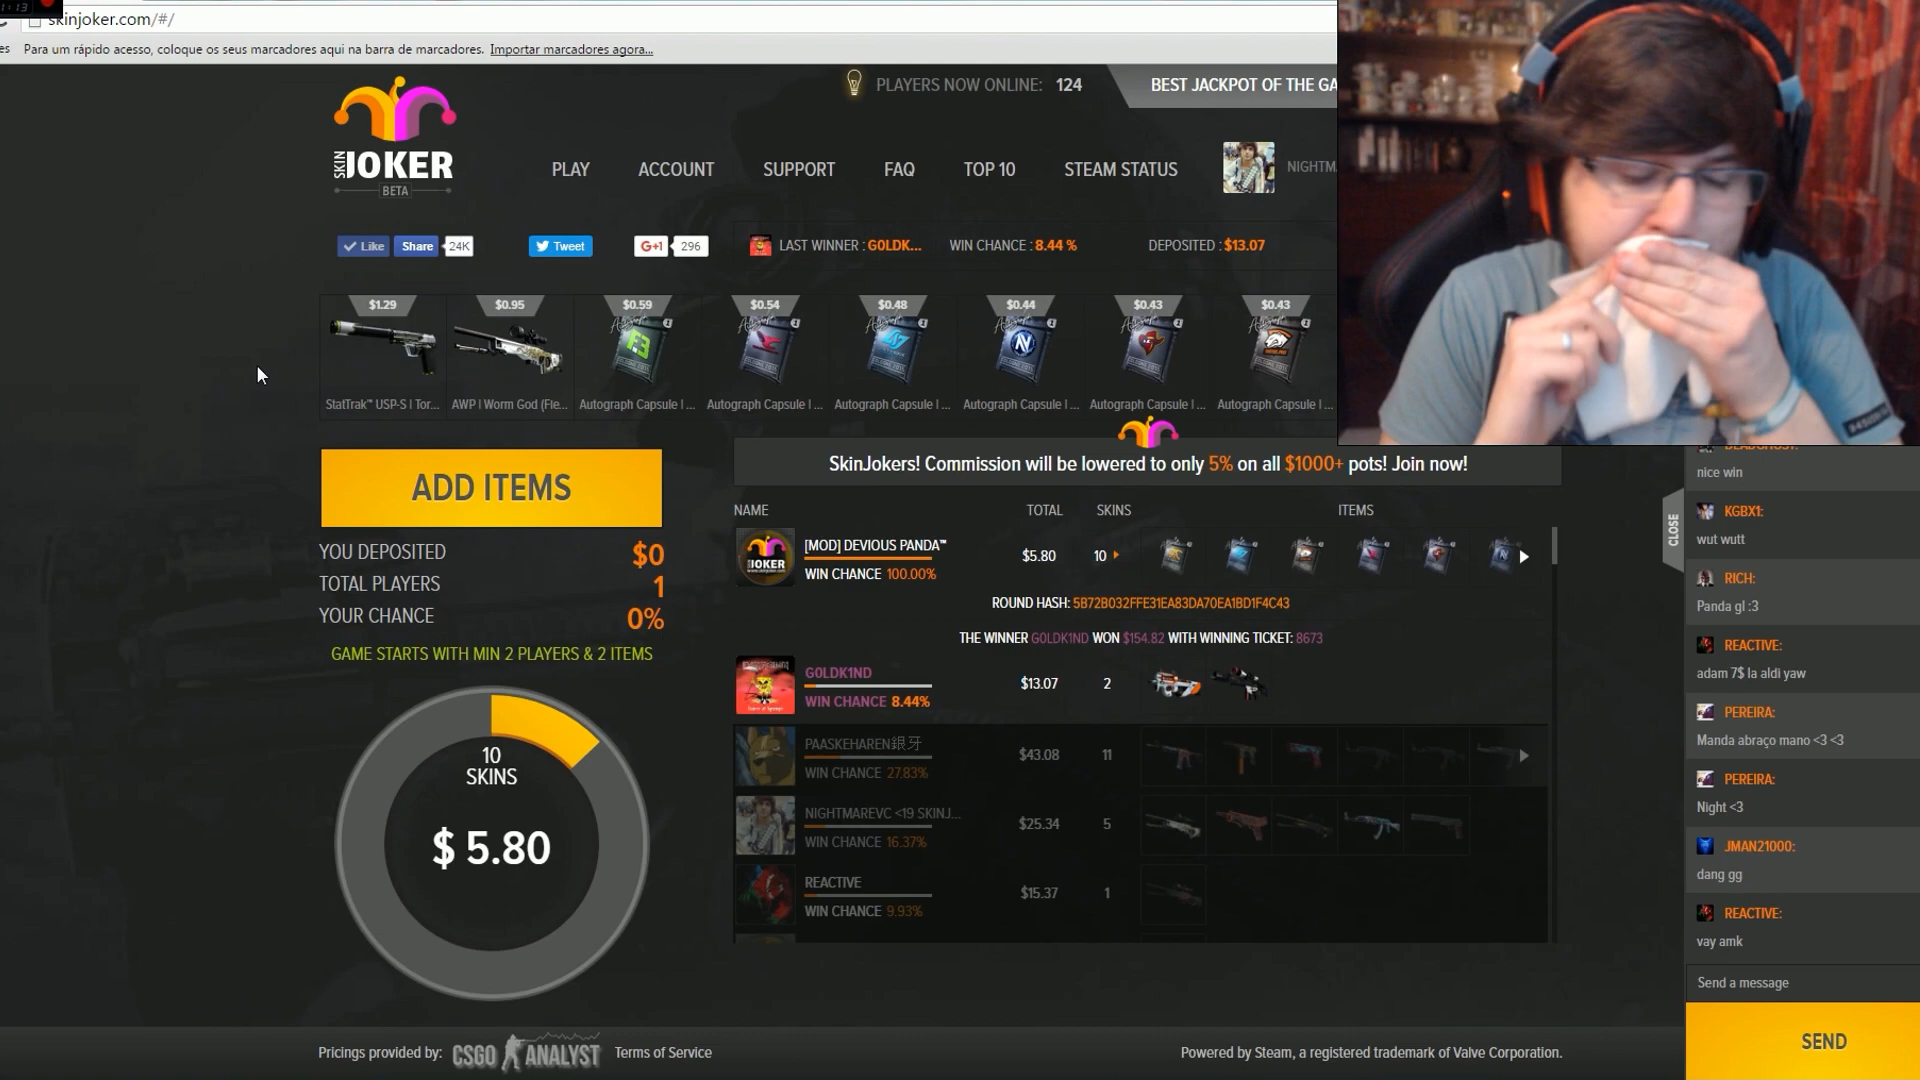 1:13
skinjoker.com/#/
es Para um rápido acesso, coloque os seus marcadores aqui na barra de marcadores. Importar marcadores agora...
PLAYERS NOW ONLINE: 124
BEST JACKPOT OF THE GA
SKIN JOKER
BETA
PLAY ACCOUNT SUPPORT FAQ TOP 10 STEAM STATUS NIGHTM
Like Share 24K Tweet G+1 296
LAST WINNER : G0LDK... WIN CHANCE : 8.44 % DEPOSITED : $13.07
$1.29 $0.95 $0.59 $0.54 $0.48 $0.44 $0.43 $0.43
StatTrak™ USP-S | Tor... AWP | Worm God (Fie... Autograph Capsule | ... Autograph Capsule | ... Autograph Capsule | ... Autograph Capsule | ... Autograph Capsule | ... Autograph Capsule | ...
ADD ITEMS
YOU DEPOSITED $0
TOTAL PLAYERS 1
YOUR CHANCE 0%
GAME STARTS WITH MIN 2 PLAYERS & 2 ITEMS
10
SKINS
$ 5.80
SkinJokers! Commission will be lowered to only 5% on all $1000+ pots! Join now!
NAME TOTAL SKINS ITEMS
[MOD] DEVIOUS PANDA™
WIN CHANCE 100.00%
$5.80 10
ROUND HASH: 5B72B032FFE31EA83DA70EA1BD1F4C43
THE WINNER G0LDK1ND WON $154.82 WITH WINNING TICKET: 8673
G0LDK1ND
WIN CHANCE 8.44%
$13.07 2
PAASKEHAREN銀牙
WIN CHANCE 27.83%
$43.08 11
NIGHTMAREVC <19 SKINJ...
WIN CHANCE 16.37%
$25.34 5
REACTIVE
WIN CHANCE 9.93%
$15.37 1
CLOSE
nice win
KGBX1:
wut wutt
RICH:
Panda gl :3
REACTIVE:
adam 7$ la aldi yaw
PEREIRA:
Manda abraço mano <3 <3
PEREIRA:
Night <3
JMAN21000:
dang gg
REACTIVE:
vay amk
Send a message
SEND
Pricings provided by: CSGO ANALYST Terms of Service
Powered by Steam, a registered trademark of Valve Corporation.